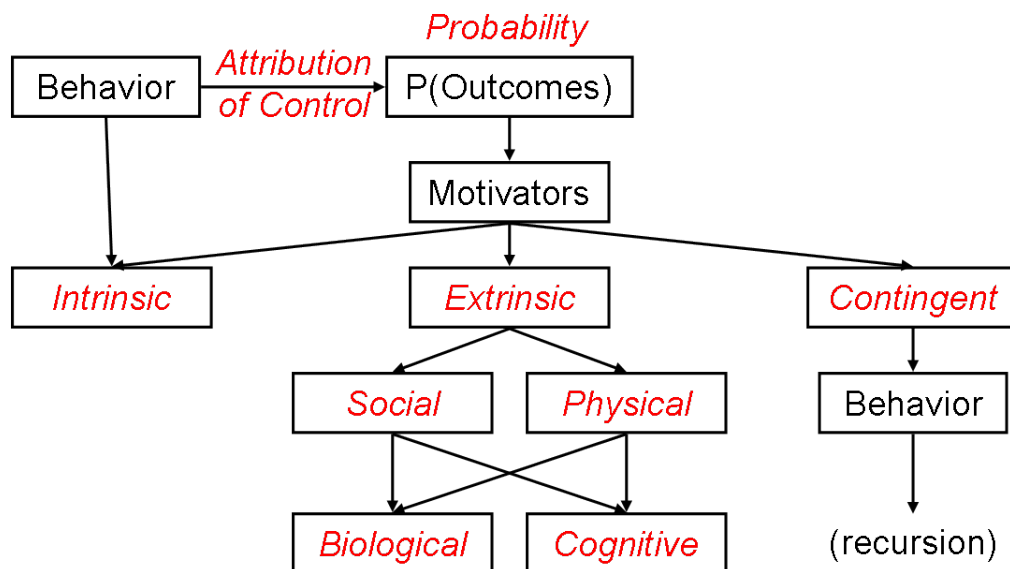 Probability
Behavior
Attribution
of Control
P(Outcomes)
Motivators
Intrinsic
Extrinsic
Contingent
Social
Physical
Behavior
Biological
Cognitive
(recursion)